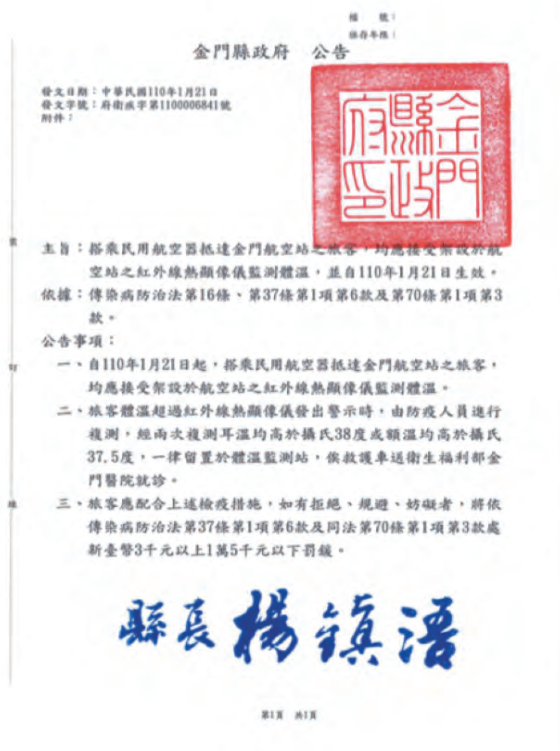 檔　　號：
保存年限：
金門縣政府　公告
發文日期：中華民國110年1月21日
發文字號：府衛疾字第1100006841號
附件：
金門縣政府印
主旨：搭乘民用航空器抵達金門航空站之旅客，均應接受架設於航
空站之紅外線熱顯像儀監測體溫，並自110年1月21日生效。
依據：傳染病防治法第16條、第37條第1項第6款及第70條第1項第3
款。
公告事項：
一、自110年1月21日起，搭乘民用航空器抵達金門航空站之旅客，
均應接受架設於航空站之紅外線熱顯像儀監測體溫。
二、旅客體溫超過紅外線熱顯像儀發出警示時，由防疫人員進行
複測，經兩次複測耳溫均高於攝氏38度或額溫均高於攝氏
37.5度，一律留置於體溫監測站，俟救護車送衛生福利部金
門醫院就診。
三、旅客應配合上述檢疫措施，如有拒絕、規避、妨礙者，將依
傳染病防治法第37條第1項第6款及同法第70條第1項第3款處
新臺幣3千元以上1萬5千元以下罰鍰。
裝
訂
線
縣長楊鎮浯
第1頁　共1頁